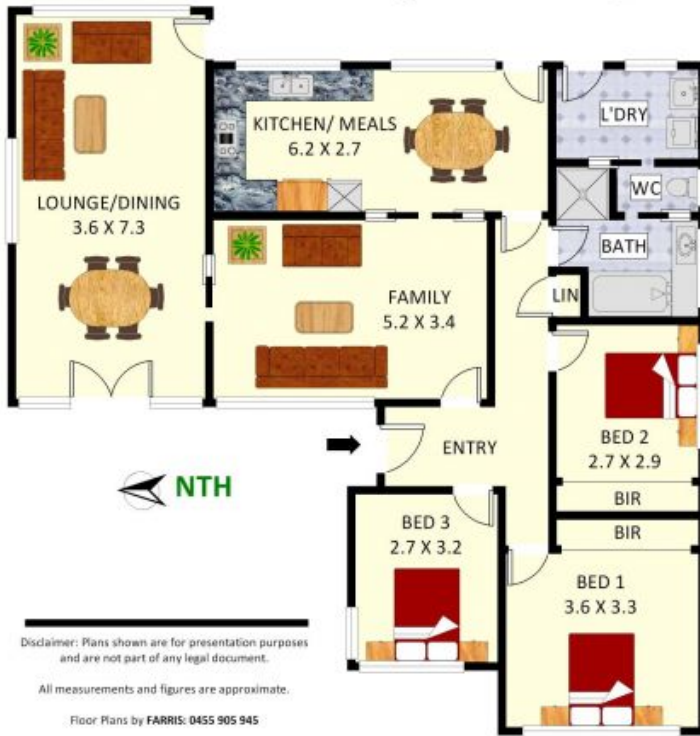 L'DRY
KITCHEN/ MEALS
6.2 X 2.7
WC
LOUNGE/DINING
3.6 X 7.3
BATH
FAMILY
5.2 X 3.4
LIN
BED 2
2.7 X 2.9
ENTRY
BIR
NTH
BED 3
2.7 X 3.2
BIR
BED 1
3.6 X 3.3
Disclaimer: Plans shown are for presentation purposes
and are not part of any legal document.
All measurements and figures are approximate.
Floor Plans by FARRIS: 0455 905 945